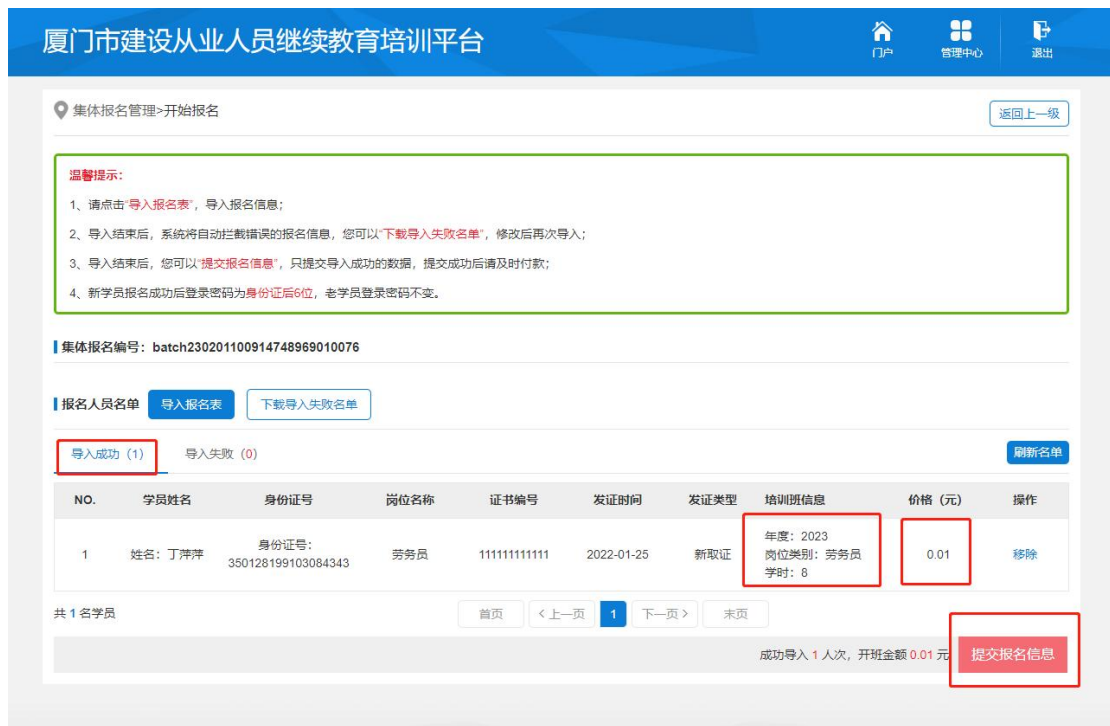 厦门市建设从业人员继续教育培训平台
门户 管理中心 退出
集体报名管理>开始报名 返回上一级
温馨提示：
1、请点击“导入报名表”，导入报名信息；
2、导入结束后，系统将自动拦截错误的报名信息，您可以“下载导入失败名单”，修改后再次导入；
3、导入结束后，您可以“提交报名信息”，只提交导入成功的数据，提交成功后请及时付款；
4、新学员报名成功后登录密码为身份证后6位，老学员登录密码不变。
集体报名编号：batch230201100914748969010076
报名人员名单 导入报名表 下载导入失败名单
导入成功（1） 导入失败（0） 刷新名单
NO. 学员姓名 身份证号 岗位名称 证书编号 发证时间 发证类型 培训班信息 价格（元） 操作
1 姓名：丁萍萍 身份证号：350128199103084343 劳务员 111111111111 2022-01-25 新取证 年度：2023 岗位类别：劳务员 学时：8 0.01 移除
共 1 名学员 首页 <上一页 1 下一页> 末页
成功导入 1 人次，开班金额 0.01 元 提交报名信息